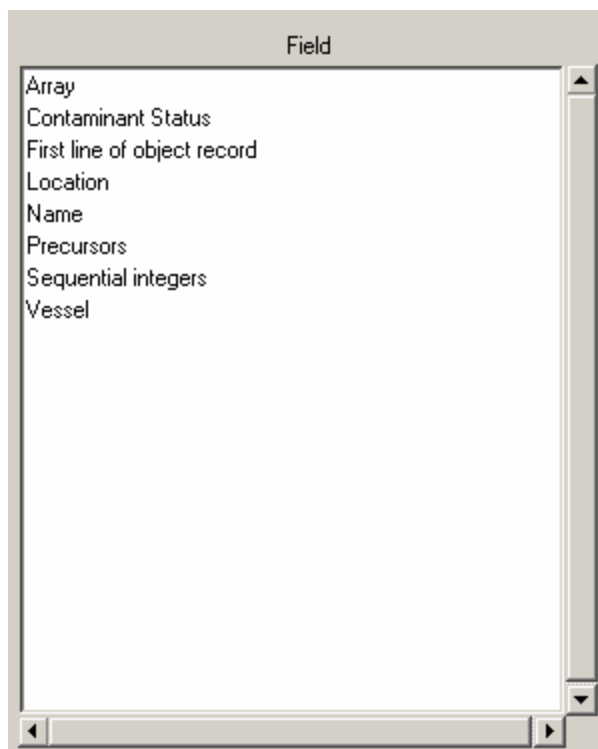 Field
Array
Contaminant Status
First line of object record
Location
Name
Precursors
Sequential integers
Vessel